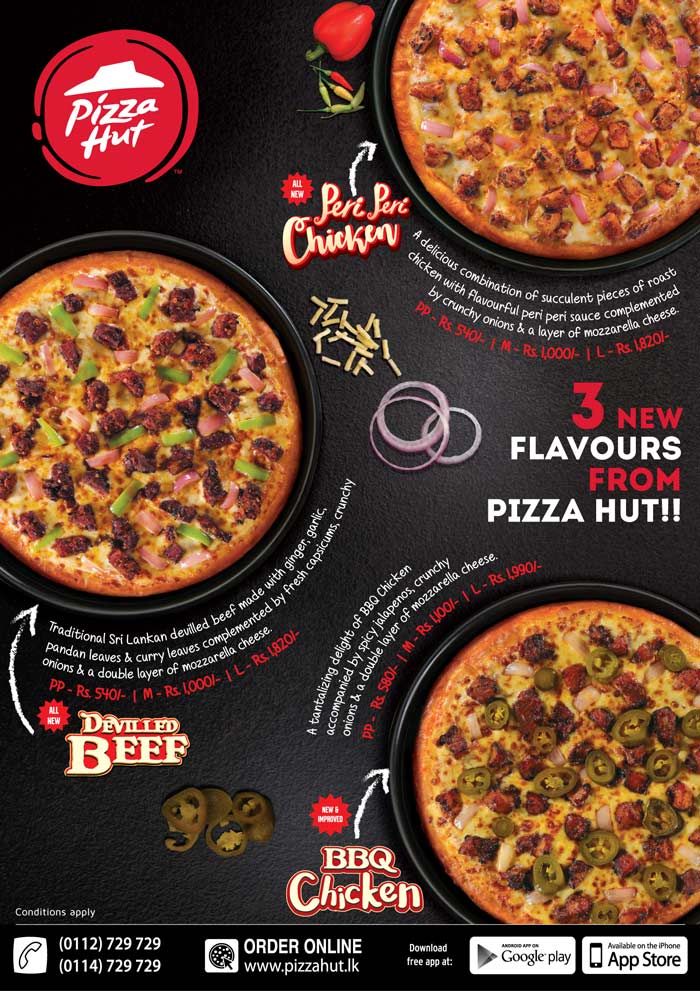 Pizza
Hut
TM
ALL
NEW
Peri Peri
Chicken
A delicious combination of succulent pieces of roast
chicken with flavourful peri peri sauce complemented
by crunchy onions & a layer of mozzarella cheese.
PP - Rs. 540/- | M - Rs. 1,000/- | L - Rs. 1,820/-
3 NEW
FLAVOURS
FROM
PIZZA HUT!!
Traditional Sri Lankan devilled beef made with ginger, garlic,
pandan leaves & curry leaves complemented by fresh capsicums, crunchy
onions & a double layer of mozzarella cheese.
PP - Rs. 540/- | M - Rs. 1,000/- | L - Rs. 1,820/-
ALL
NEW
DEVILLED
BEEF
A tantalizing delight of BBQ Chicken
accompanied by spicy jalapenos, crunchy
onions & a double layer of mozzarella cheese.
PP - Rs. 580/- | M - Rs. 1,100/- | L - Rs. 1,990/-
NEW &
IMPROVED
BBQ
Chicken
Conditions apply
(0112) 729 729
(0114) 729 729
ORDER ONLINE
www.pizzahut.lk
Download
free app at:
ANDROID APP ON
Google play
Available on the iPhone
App Store